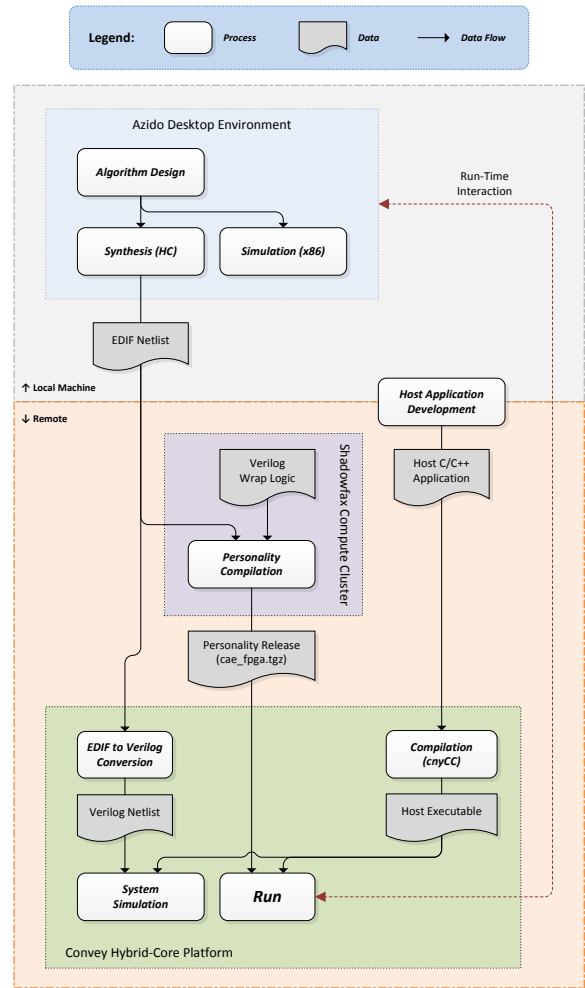 Legend:
Process
Data
Data Flow
Azido Desktop Environment
Algorithm Design
Run-Time
Interaction
Synthesis (HC)
Simulation (x86)
EDIF Netlist
↑ Local Machine
Host Application
Development
↓ Remote
Shadowfax Compute Cluster
Verilog
Wrap Logic
Host C/C++
Application
Personality
Compilation
Personality Release
(cae_fpga.tgz)
EDIF to Verilog
Conversion
Compilation
(cnyCC)
Verilog Netlist
Host Executable
System
Simulation
Run
Convey Hybrid-Core Platform